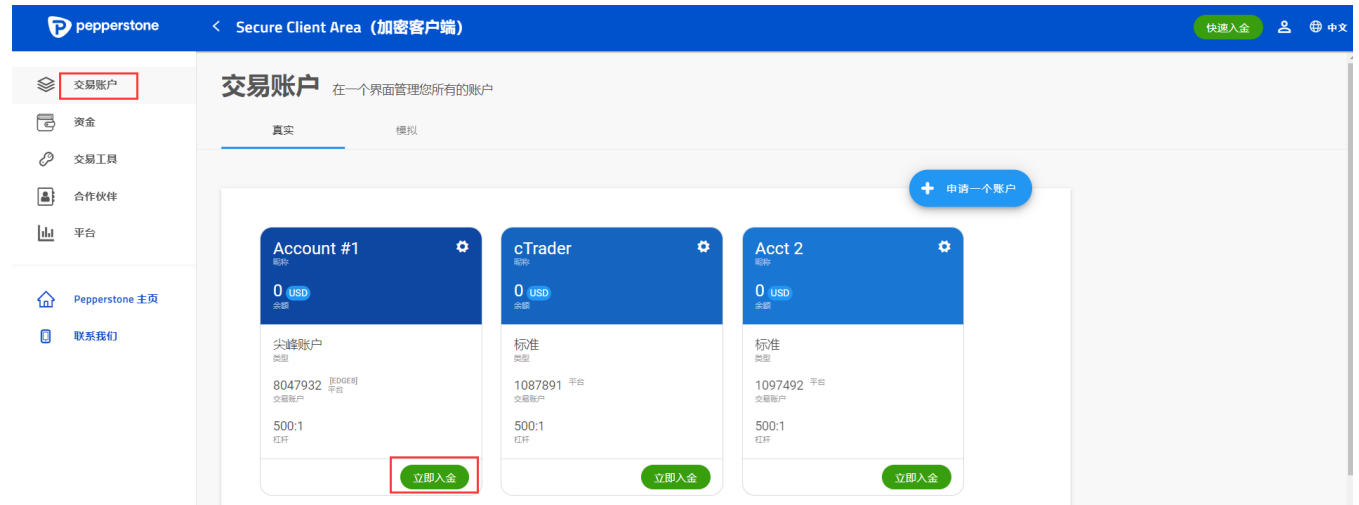 pepperstone
Secure Client Area（加密客户端）
快速入金
中文
交易账户
资金
交易工具
合作伙伴
平台
Pepperstone 主页
联系我们
交易账户 在一个界面管理您所有的账户
真实 模拟
申请一个账户
Account #1
昵称
0 USD
余额
尖峰账户
类型
8047932 [EDGE8] 平台
交易账户
500:1
杠杆
立即入金
cTrader
昵称
0 USD
余额
标准
类型
1087891 平台
交易账户
500:1
杠杆
立即入金
Acct 2
昵称
0 USD
余额
标准
类型
1097492 平台
交易账户
500:1
杠杆
立即入金